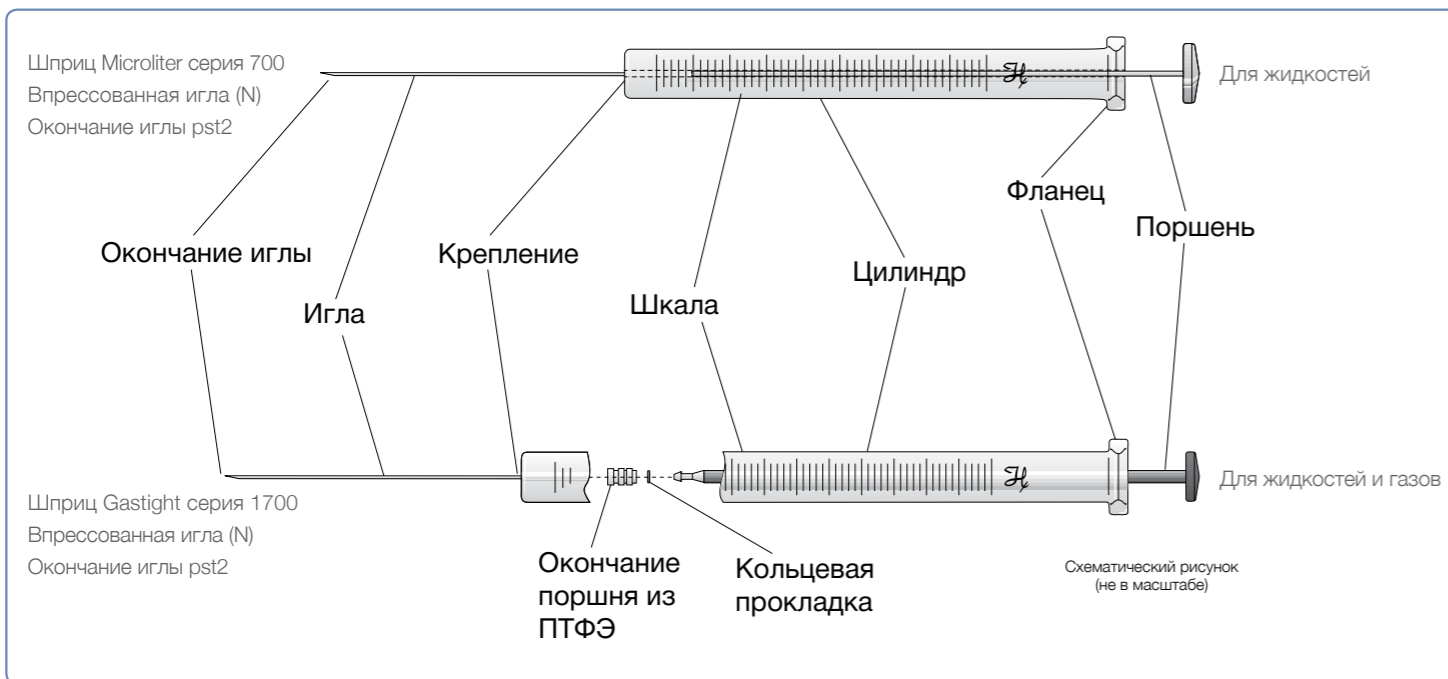 Шприц Microliter серия 700
Впрессованная игла (N)
Окончание иглы pst2
Для жидкостей
Окончание иглы
Игла
Крепление
Шкала
Цилиндр
Фланец
Поршень
Шприц Gastight серия 1700
Впрессованная игла (N)
Окончание иглы pst2
Для жидкостей и газов
Окончание
поршня из
ПТФЭ
Кольцевая
прокладка
Схематический рисунок
(не в масштабе)